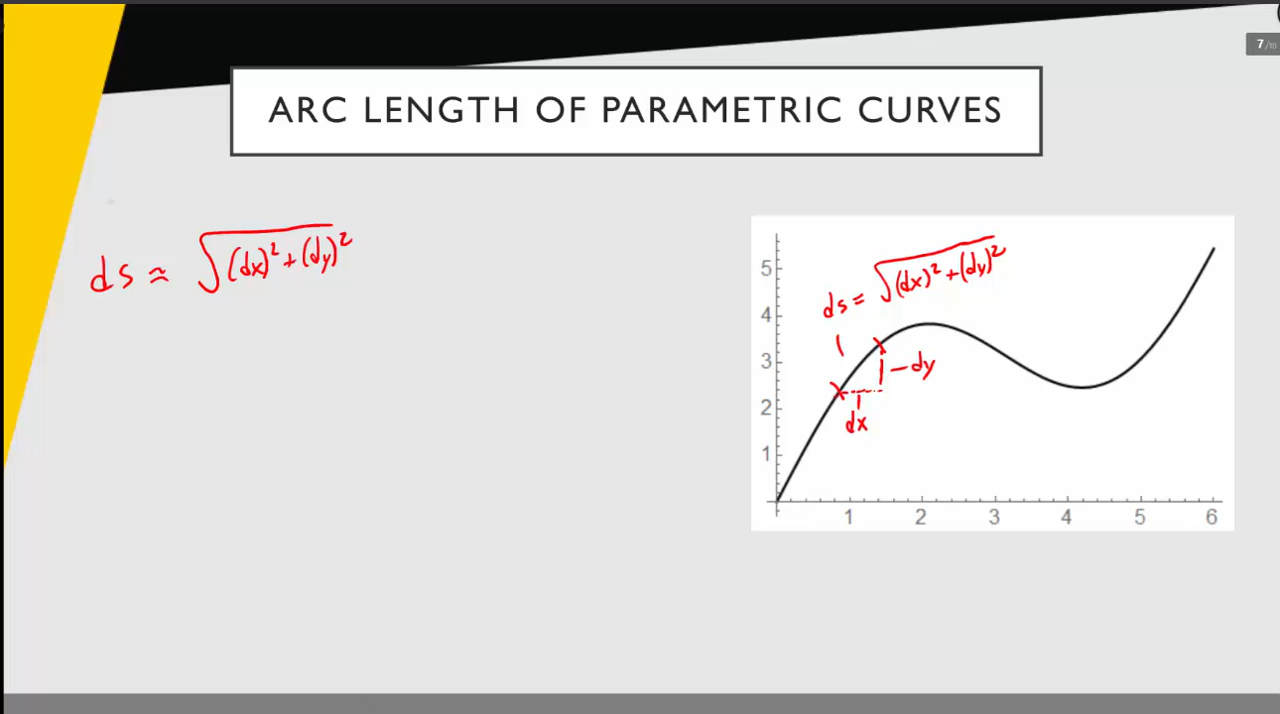 7/10
ARC LENGTH OF PARAMETRIC CURVES
ds ≈ √(dx)²+(dy)²
ds = √(dx)²+(dy)²
dy
dx
5
4
3
2
1
1 2 3 4 5 6